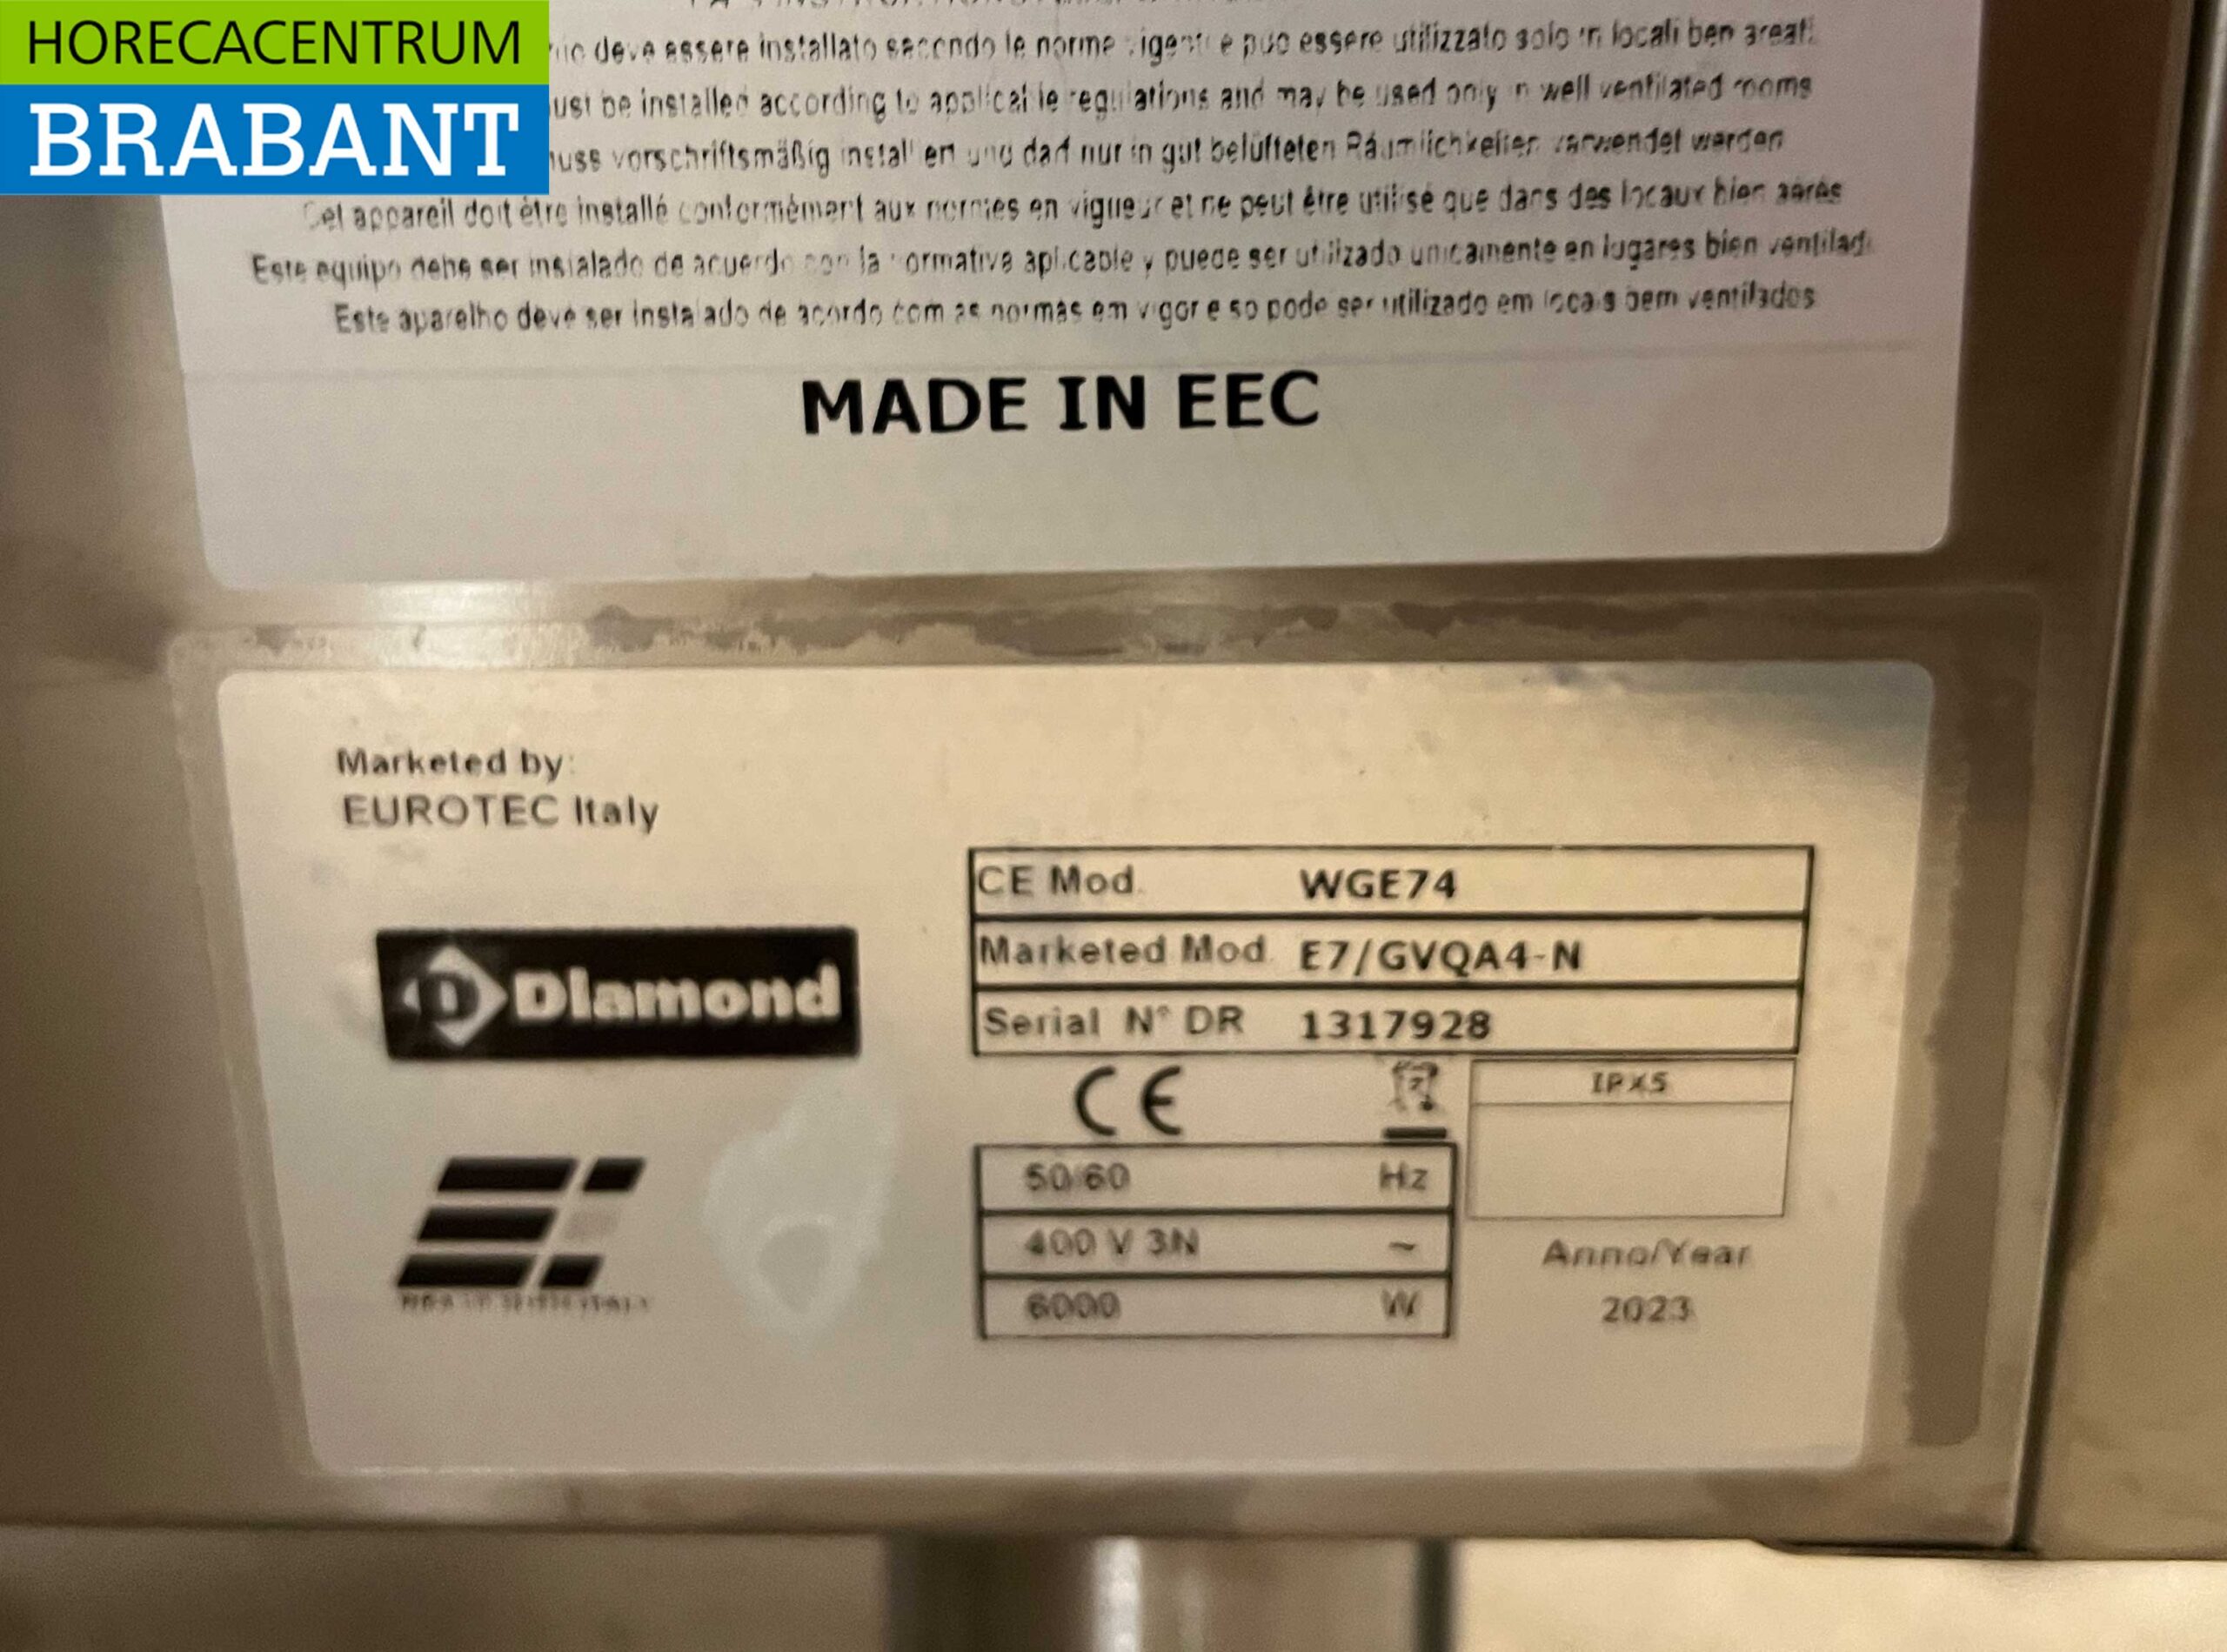 HORECACENTRUM
BRABANT
deve essere installato secondo le norme vigenti e può essere utilizzato solo in locali ben areati
must be installed according to applicable regulations and may be used only in well ventilated rooms
muss vorschriftsmäßig und nur in gut belüfteten Räumlichkeiten verwendet werden
Cet appareil doit être installé conformément aux normes en vigueur et ne peut être utilisé que dans des locaux bien aérés
Este equipo debe ser instalado de acuerdo con la normativa aplicable y puede ser utilizado unicamente en lugares bien
Este aparelho deve ser instalado de acordo com as normas em vigor e so pode ser utilizado em locais bem ventilados
MADE IN EEC
Marketed by:
EUROTEC Italy
Diamond
CE Mod. WGE74
Marketed Mod. E7/GVQA4-N
Serial N° DR 1317928
CE
IPX5
50/60 Hz
400 V 3N ~
6000 W
Anno/Year
2023